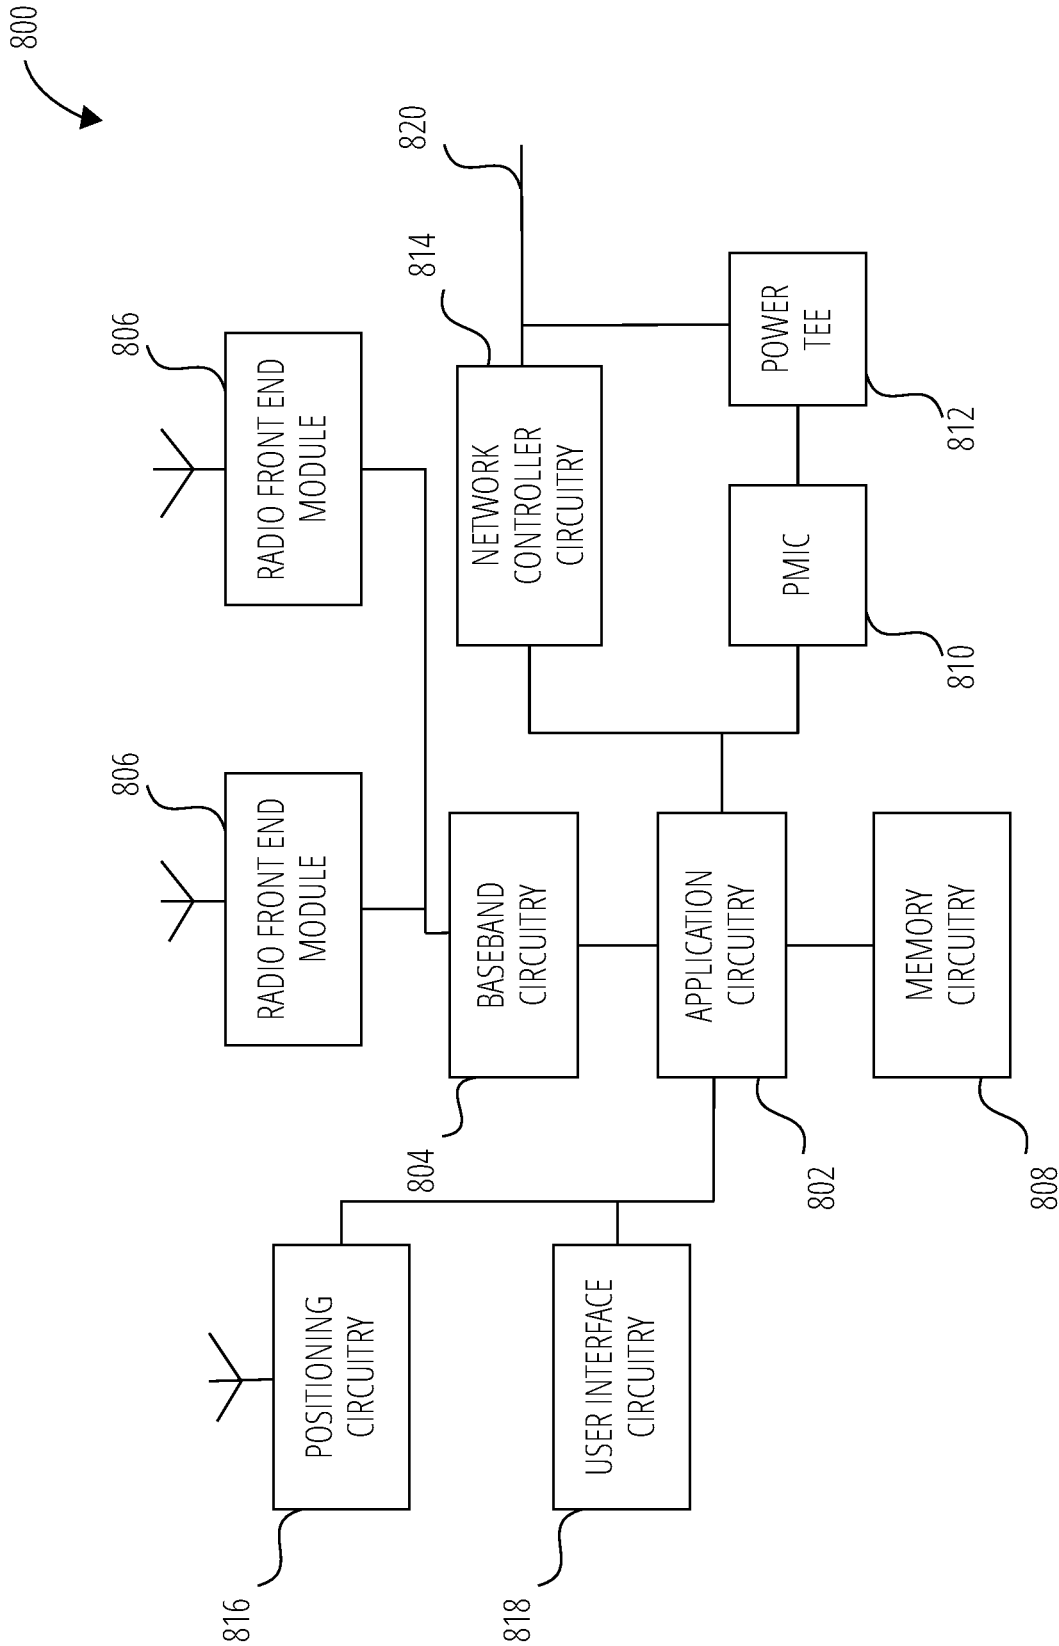 800
806
RADIO FRONT END
MODULE
806
RADIO FRONT END
MODULE
816
POSITIONING
CIRCUITRY
804
BASEBAND
CIRCUITRY
814
NETWORK
CONTROLLER
CIRCUITRY
820
818
USER INTERFACE
CIRCUITRY
802
APPLICATION
CIRCUITRY
810
PMIC
812
POWER
TEE
808
MEMORY
CIRCUITRY